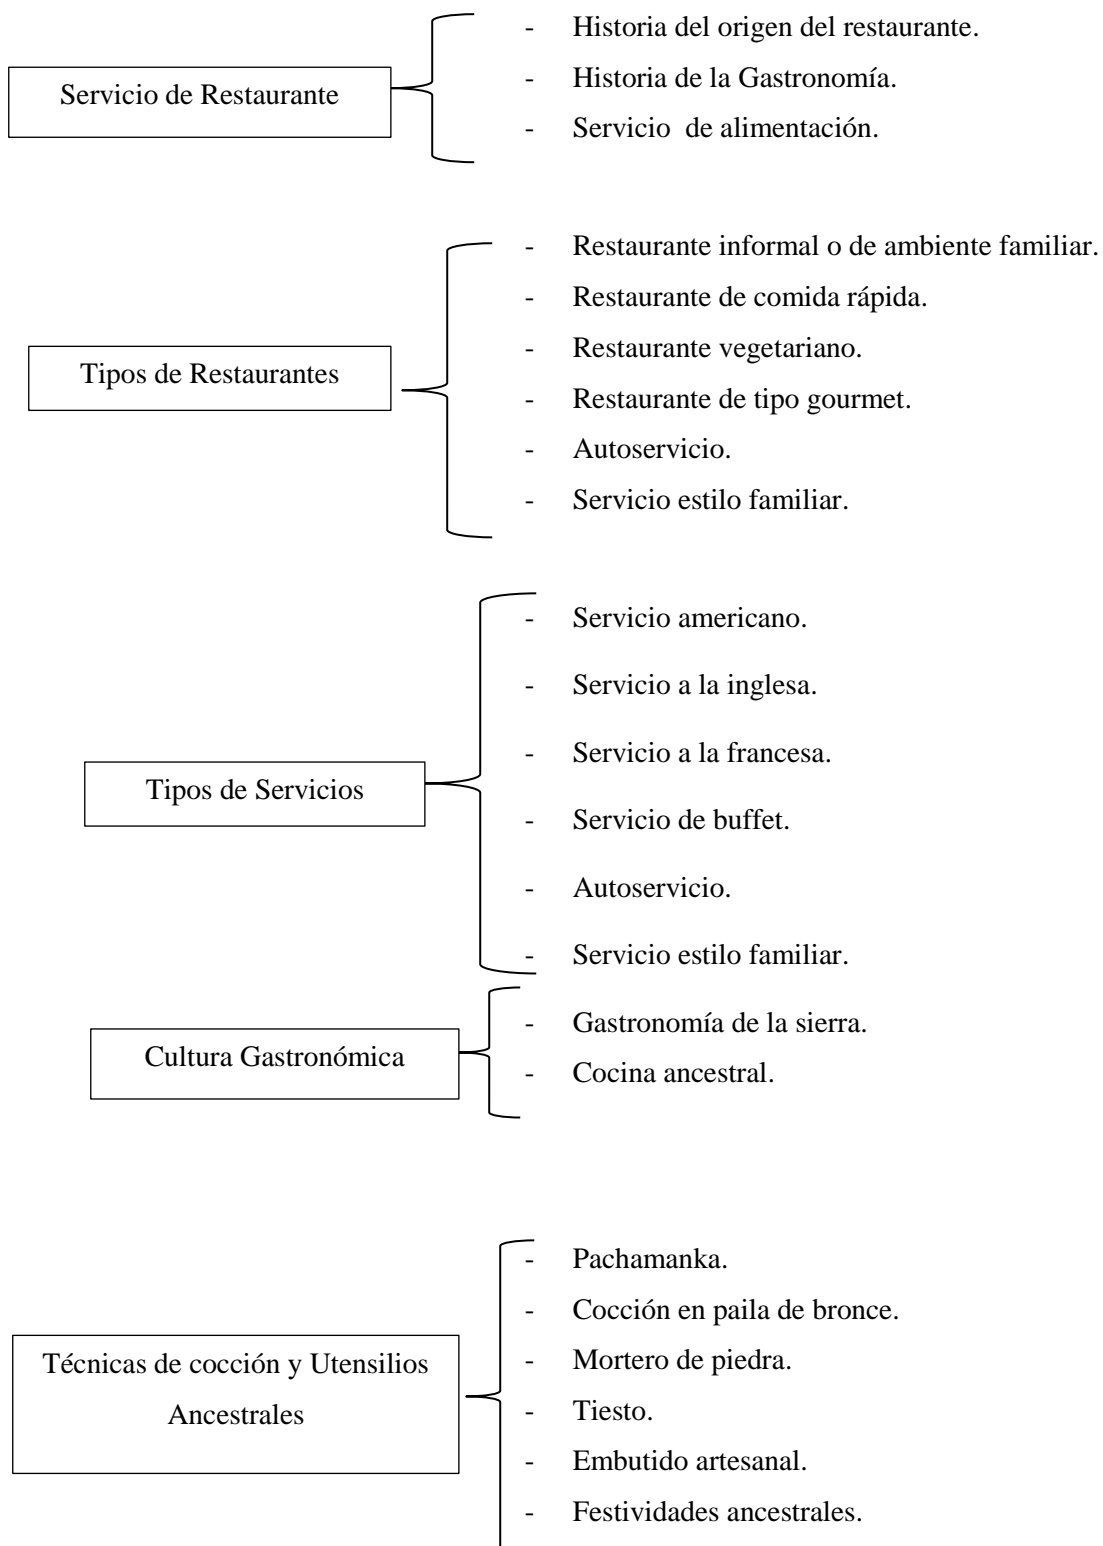 Servicio de Restaurante
- Historia del origen del restaurante.
- Historia de la Gastronomía.
- Servicio de alimentación.
Tipos de Restaurantes
- Restaurante informal o de ambiente familiar.
- Restaurante de comida rápida.
- Restaurante vegetariano.
- Restaurante de tipo gourmet.
- Autoservicio.
- Servicio estilo familiar.
Tipos de Servicios
- Servicio americano.
- Servicio a la inglesa.
- Servicio a la francesa.
- Servicio de buffet.
- Autoservicio.
- Servicio estilo familiar.
Cultura Gastronómica
- Gastronomía de la sierra.
- Cocina ancestral.
Técnicas de cocción y Utensilios
Ancestrales
- Pachamanka.
- Cocción en paila de bronce.
- Mortero de piedra.
- Tiesto.
- Embutido artesanal.
- Festividades ancestrales.